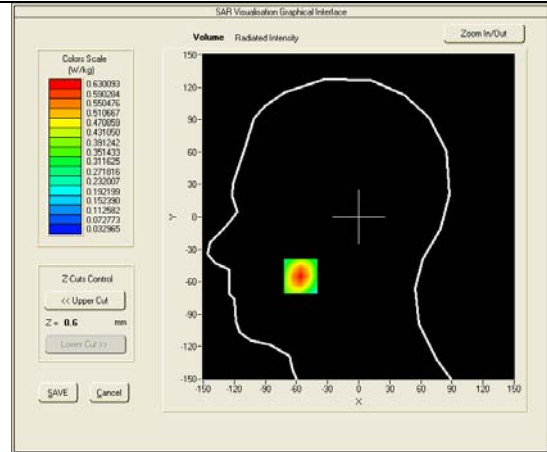 SAR Visualisation Graphical Interface
Volume Radiated Intensity
Zoom In/Out
Colors Scale
(W/kg)
0.630093
0.590284
0.550476
0.510667
0.470859
0.431050
0.391242
0.351433
0.311625
0.271816
0.232007
0.192199
0.152390
0.112582
0.072773
0.032965
Z Cuts Control
<< Upper Cut
Z = 0.6 mm
Lower Cut >>
SAVE
Cancel
150
120
90
60
30
0
-30
-60
-90
-120
-150
Y
-150 -120 -90 -60 -30 0 30 60 90 120 150
X